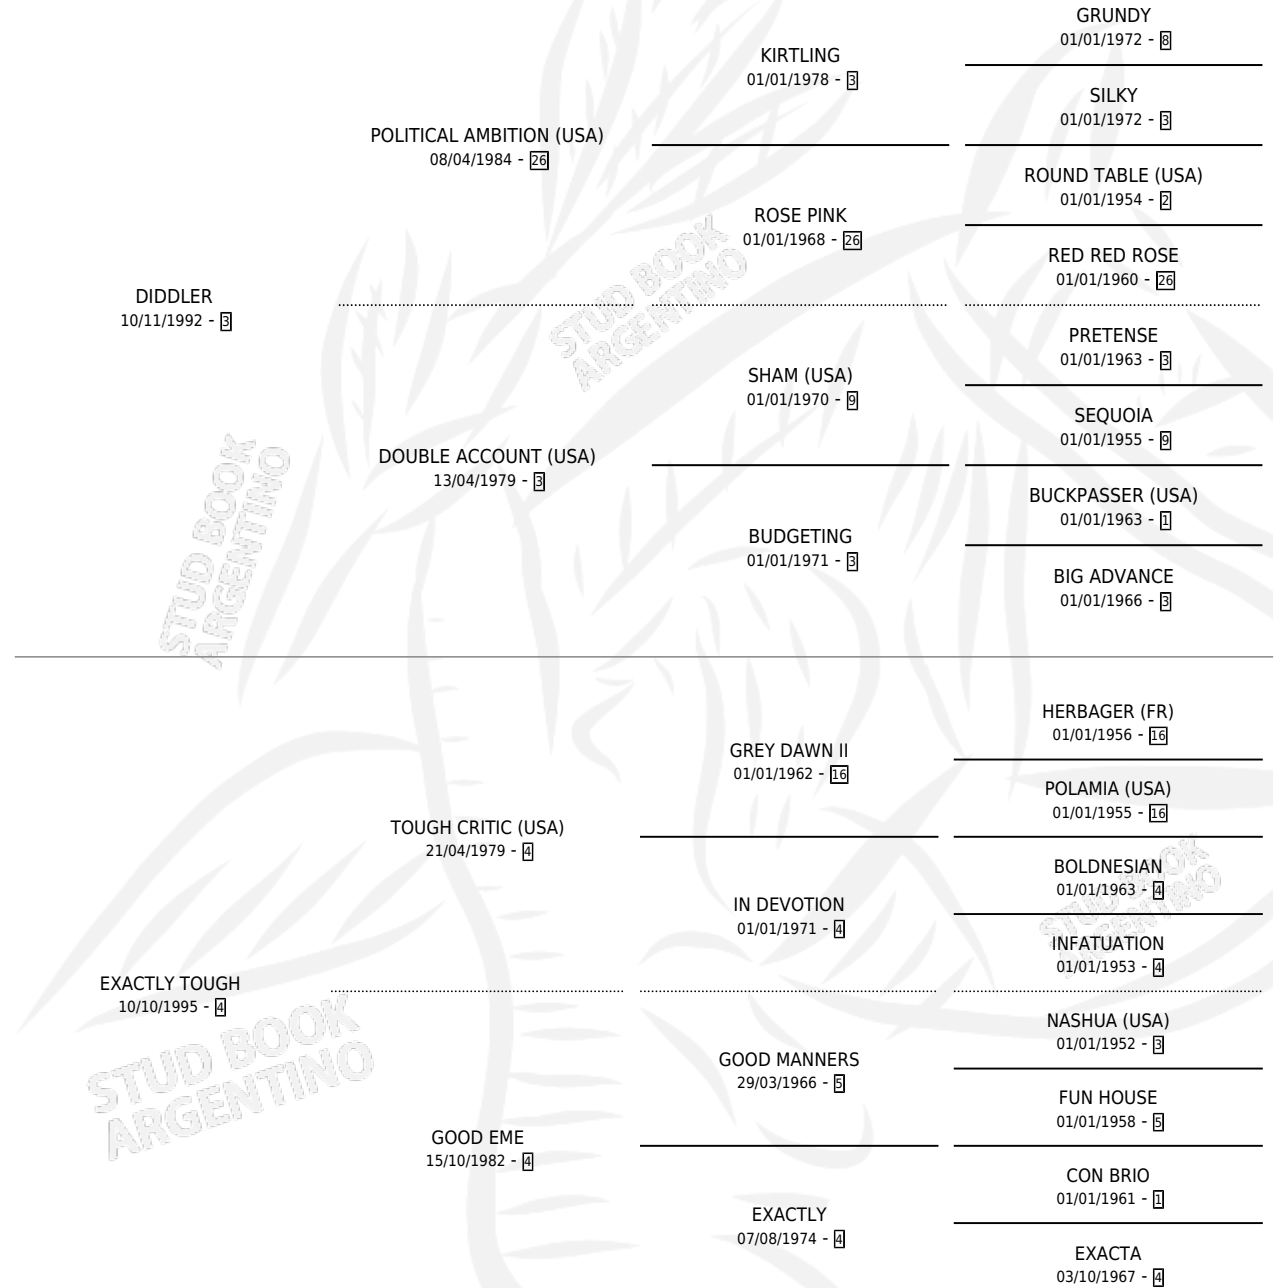 GRUNDY
01/01/1972 - 8
KIRTLING
01/01/1978 - 3
SILKY
01/01/1972 - 3
POLITICAL AMBITION (USA)
08/04/1984 - 26
ROUND TABLE (USA)
01/01/1954 - 2
ROSE PINK
01/01/1968 - 26
RED RED ROSE
01/01/1960 - 26
DIDDLER
10/11/1992 - 3
STUD BOOK
ARGENTINO
PRETENSE
01/01/1963 - 3
SHAM (USA)
01/01/1970 - 9
SEQUOIA
01/01/1955 - 9
DOUBLE ACCOUNT (USA)
13/04/1979 - 3
BUCKPASSER (USA)
01/01/1963 - 1
BUDGETING
01/01/1971 - 3
BIG ADVANCE
01/01/1966 - 3
STUD BOOK
ARGENTINO
HERBAGER (FR)
01/01/1956 - 16
GREY DAWN II
01/01/1962 - 16
POLAMIA (USA)
01/01/1955 - 16
TOUGH CRITIC (USA)
21/04/1979 - 4
BOLDNESIAN
01/01/1963 - 4
IN DEVOTION
01/01/1971 - 4
INFATUATION
01/01/1953 - 4
STUD BOOK
ARGENTINO
EXACTLY TOUGH
10/10/1995 - 4
NASHUA (USA)
01/01/1952 - 3
GOOD MANNERS
29/03/1966 - 5
FUN HOUSE
01/01/1958 - 5
STUD BOOK
ARGENTINO
GOOD EME
15/10/1982 - 4
CON BRIO
01/01/1961 - 1
EXACTLY
07/08/1974 - 4
EXACTA
03/10/1967 - 4